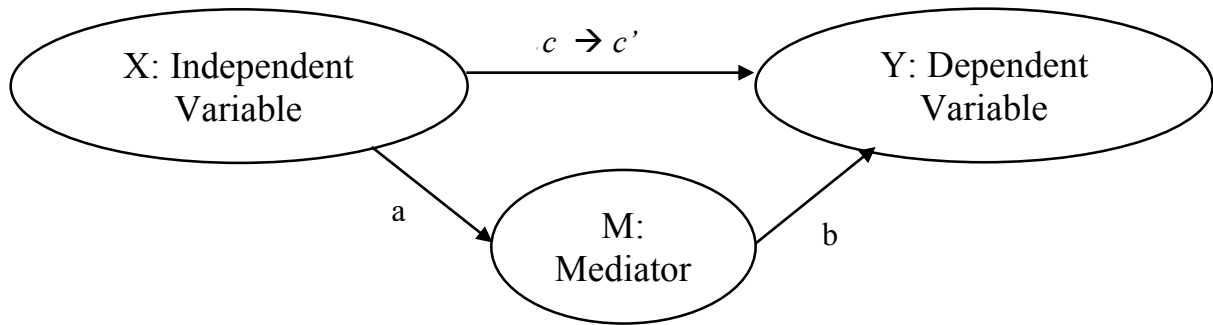 c → c’
X: Independent
Variable
Y: Dependent
Variable
a
b
M:
Mediator